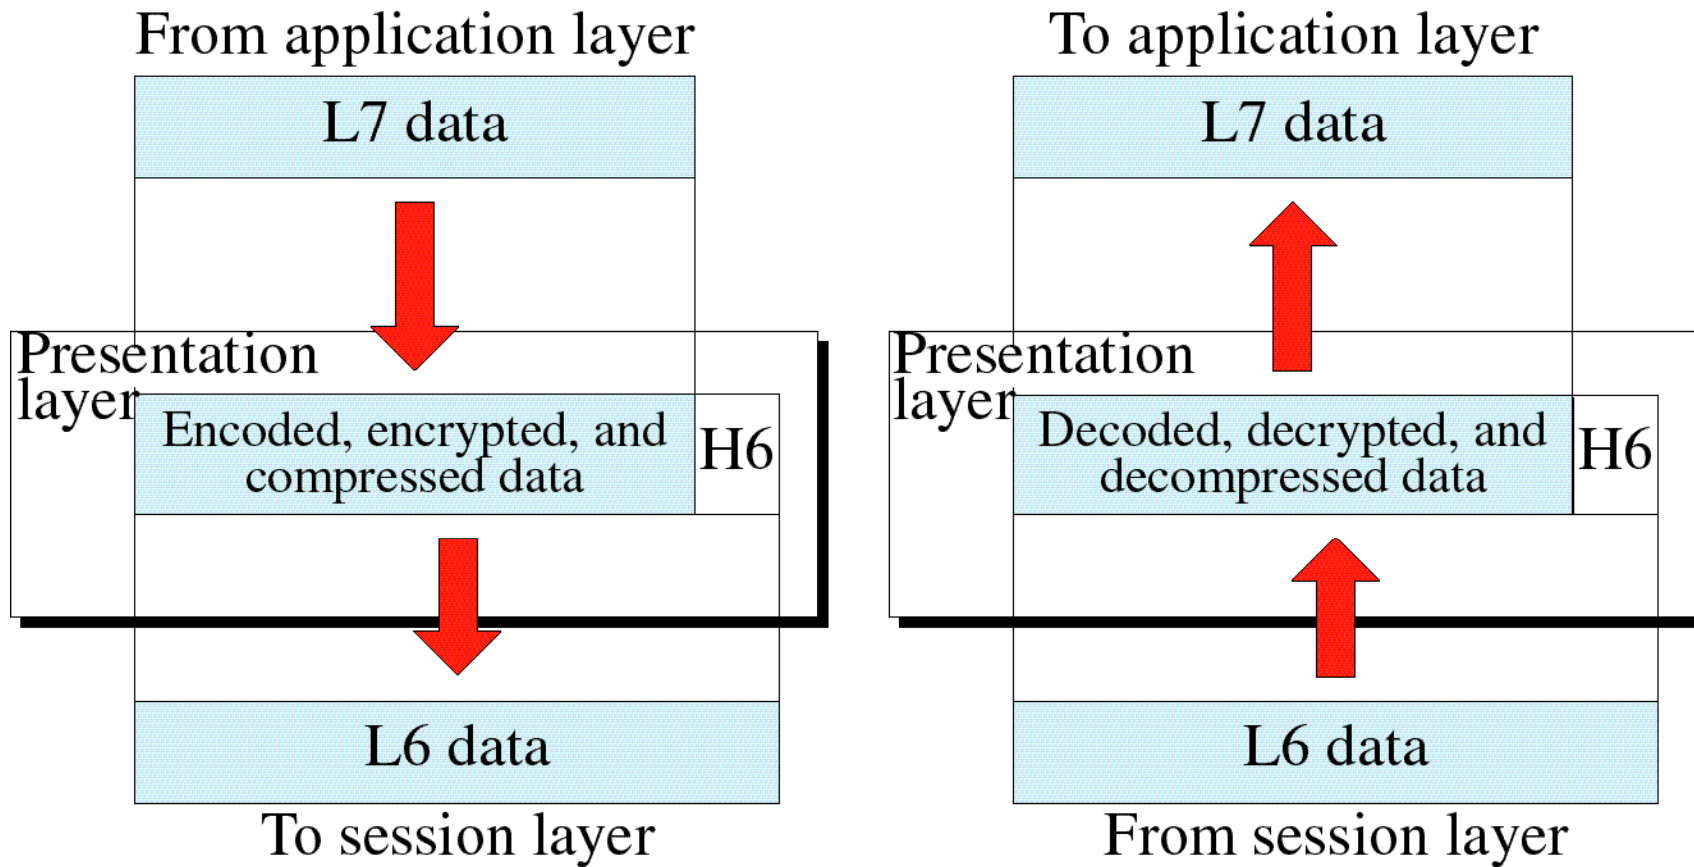 From application layer
L7 data
Presentation
layer
Encoded, encrypted, and
compressed data
H6
L6 data
To session layer
To application layer
L7 data
Presentation
layer
Decoded, decrypted, and
decompressed data
H6
L6 data
From session layer